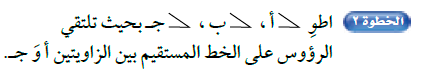 الخطوة ٢ اطوِ ∠أ ، ∠ب ، ∠جـ بحيث تلتقي
الرؤوس على الخط المستقيم بين الزاويتين أ وَ جـ.